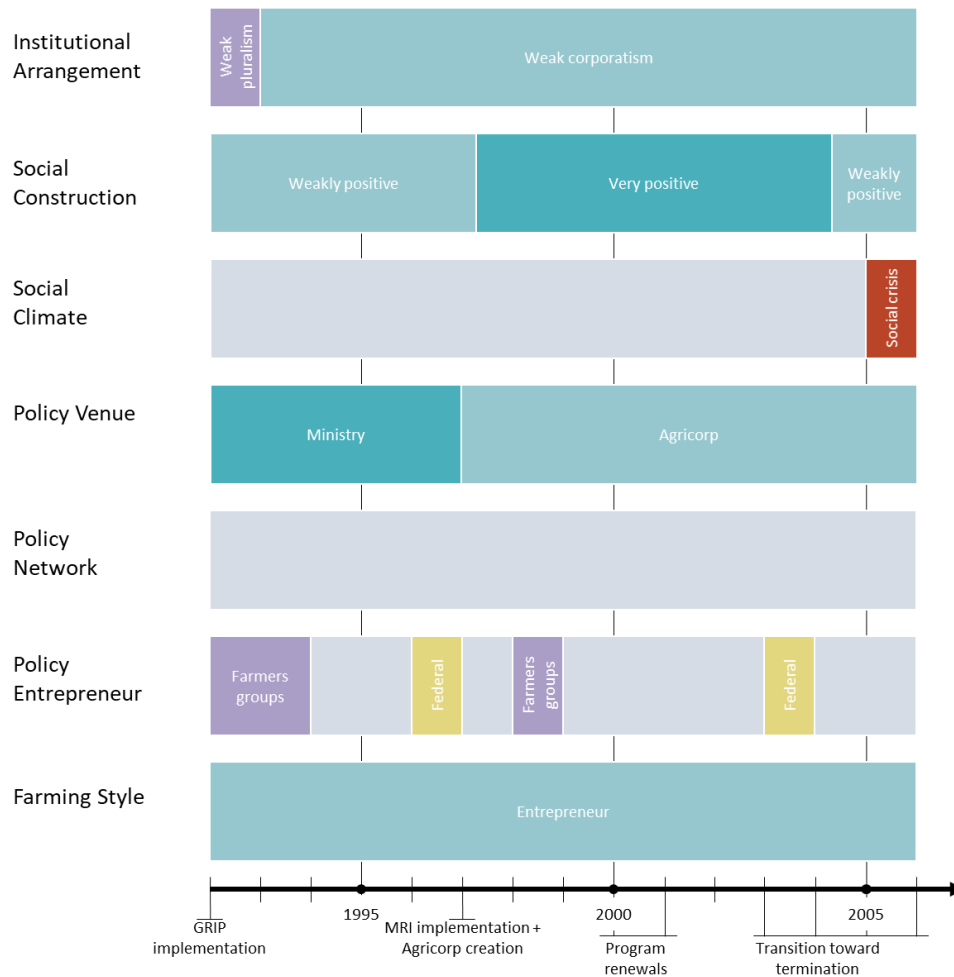 Institutional
Arrangement
Weak
pluralism
Weak corporatism
Social
Construction
Weakly positive
Very positive
Weakly
positive
Social
Climate
Social crisis
Policy Venue
Ministry
Agricorp
Policy
Network
Policy
Entrepreneur
Farmers
groups
Federal
Farmers
groups
Federal
Farming Style
Entrepreneur
1995
2000
2005
GRIP
implementation
MRI implementation +
Agricorp creation
Program
renewals
Transition toward
termination